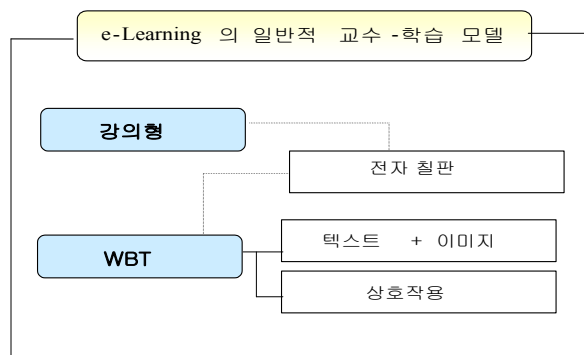 e-Learning 의 일반적 교수 -학습 모델
강의형
전자 칠판
WBT
텍스트 + 이미지
상호작용